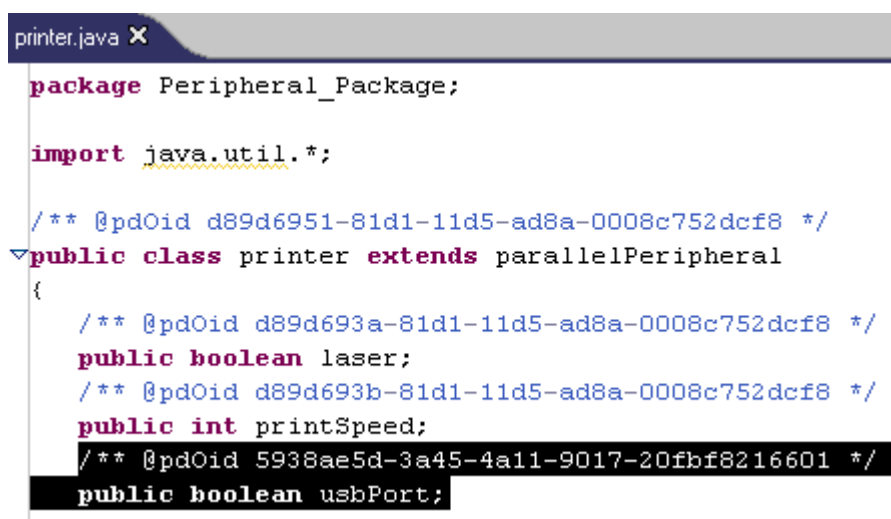 printer.java
package Peripheral_Package;
import java.util.*;
/** @pdOid d89d6951-81d1-11d5-ad8a-0008c752dcf8 */
public class printer extends parallelPeripheral
{
/** @pdOid d89d693a-81d1-11d5-ad8a-0008c752dcf8 */
public boolean laser;
/** @pdOid d89d693b-81d1-11d5-ad8a-0008c752dcf8 */
public int printSpeed;
/** @pdOid 5938ae5d-3a45-4a11-9017-20fbf8216601 */
public boolean usbPort;